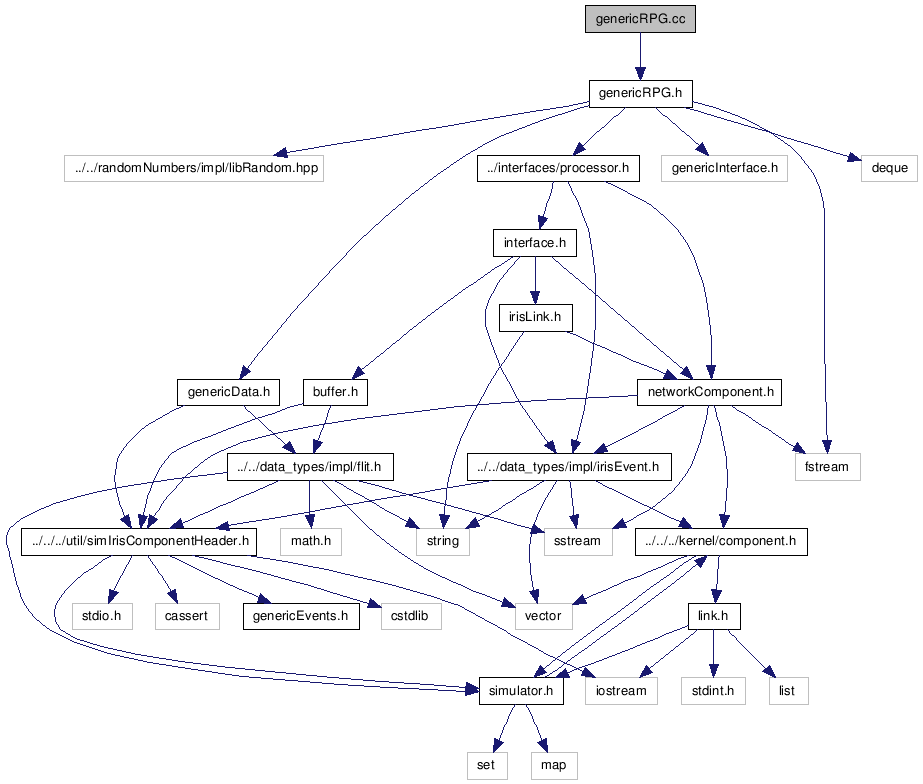 genericRPG.cc
genericRPG.h
../../randomNumbers/impl/libRandom.hpp
../interfaces/processor.h
genericInterface.h
deque
interface.h
irisLink.h
genericData.h
buffer.h
networkComponent.h
../../data_types/impl/flit.h
../../data_types/impl/irisEvent.h
fstream
../../../util/simIrisComponentHeader.h
math.h
string
sstream
../../../kernel/component.h
stdio.h
cassert
genericEvents.h
cstdlib
vector
link.h
simulator.h
iostream
stdint.h
list
set
map